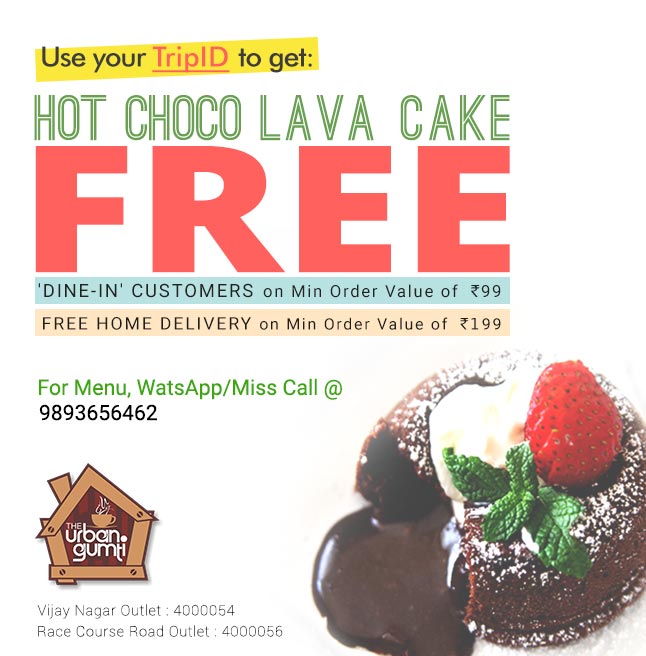 Use your TripID to get:
HOT CHOCO LAVA CAKE
FREE
'DINE-IN' CUSTOMERS on Min Order Value of ₹99
FREE HOME DELIVERY on Min Order Value of ₹199
For Menu, WatsApp/Miss Call @
9893656462
THE
urban
gumti
Vijay Nagar Outlet : 4000054
Race Course Road Outlet : 4000056